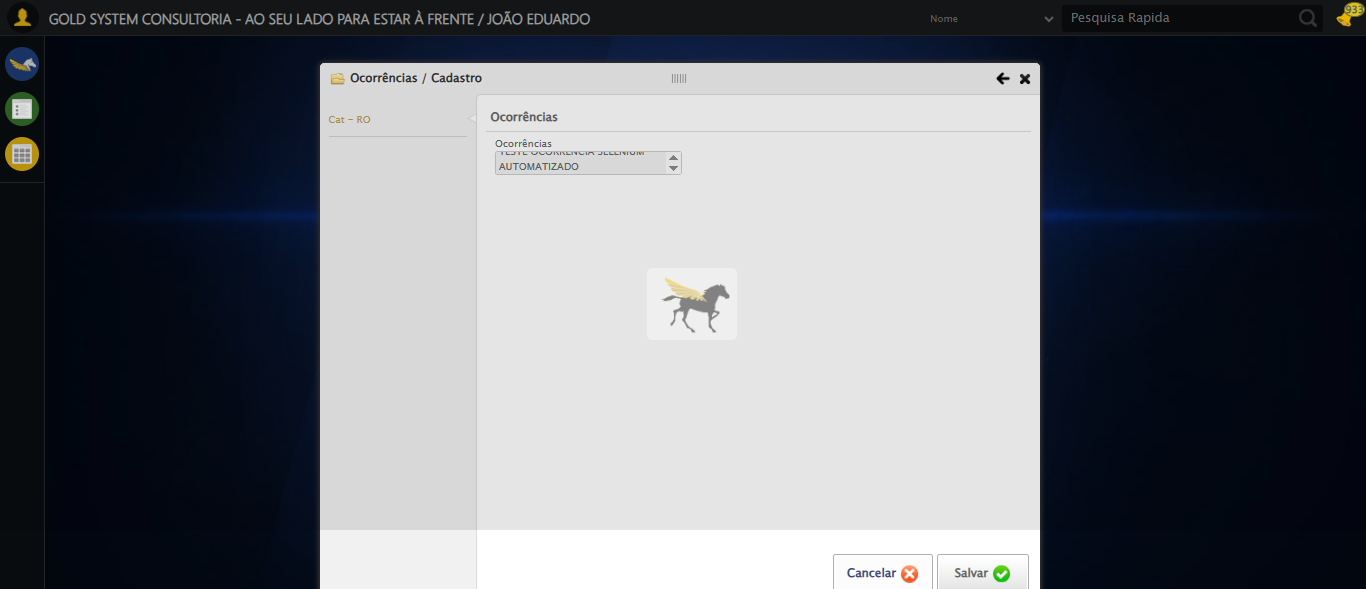 GOLD SYSTEM CONSULTORIA - AO SEU LADO PARA ESTAR À FRENTE / JOÃO EDUARDO
Nome
Pesquisa Rapida
933
Ocorrências / Cadastro
Cat - RO
Ocorrências
Ocorrências
TESTE OCORRENCIA SELENIUM
AUTOMATIZADO
Cancelar
Salvar